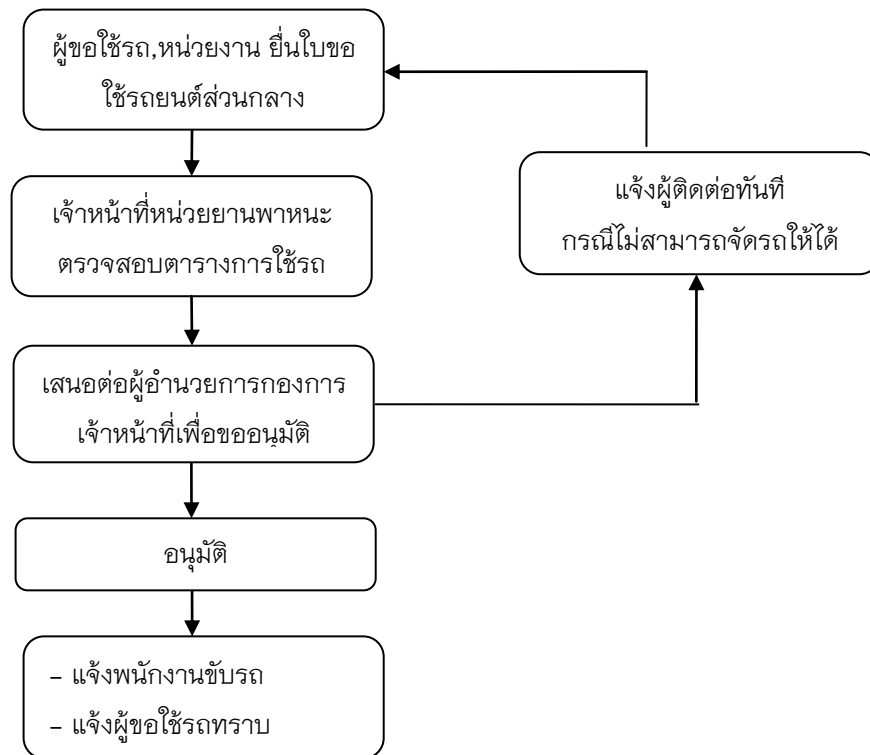 ผู้ขอใช้รถ,หน่วยงาน ยื่นใบขอ
ใช้รถยนต์ส่วนกลาง
เจ้าหน้าที่หน่วยยานพาหนะ
ตรวจสอบตารางการใช้รถ
เสนอต่อผู้อำนวยการกองการ
เจ้าหน้าที่เพื่อขออนุมัติ
แจ้งผู้ติดต่อทันที
กรณีไม่สามารถจัดรถให้ได้
อนุมัติ
– แจ้งพนักงานขับรถ
– แจ้งผู้ขอใช้รถทราบ